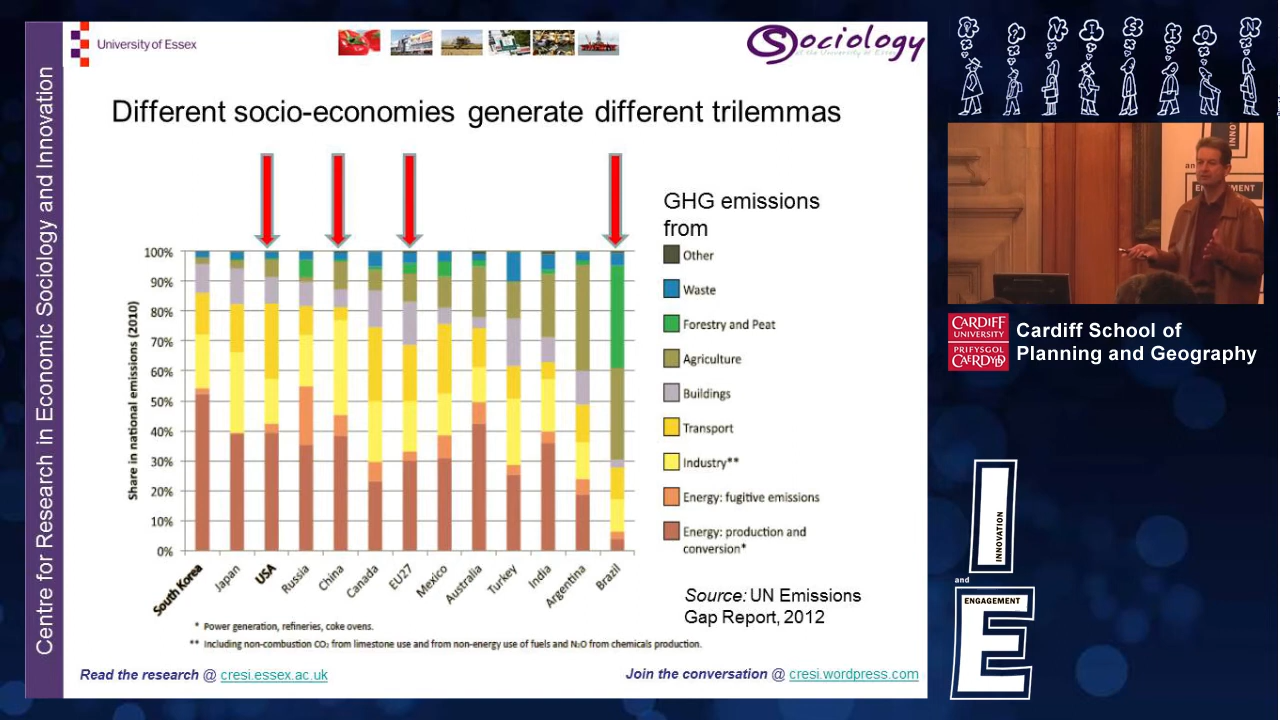 University of Essex
Sociology
at the University of Essex
Centre for Research in Economic Sociology and Innovation
Different socio-economies generate different trilemmas
GHG emissions
from
Other
Waste
Forestry and Peat
Agriculture
Buildings
Transport
Industry**
Energy: fugitive emissions
Energy: production and
conversion*
Share in national emissions (2010)
100%
90%
80%
70%
60%
50%
40%
30%
20%
10%
0%
South Korea
Japan
USA
Russia
China
Canada
EU27
Mexico
Australia
Turkey
India
Argentina
Brazil
* Power generation, refineries, coke ovens.
** Including non-combustion CO₂ from limestone use and from non-energy use of fuels and N₂O from chemicals production.
Source: UN Emissions
Gap Report, 2012
Read the research @ cresi.essex.ac.uk
Join the conversation @ cresi.wordpress.com
CARDIFF
UNIVERSITY
PRIFYSGOL
CAERDYDD
Cardiff School of
Planning and Geography
I
INNOVATION
and
ENGAGEMENT
E